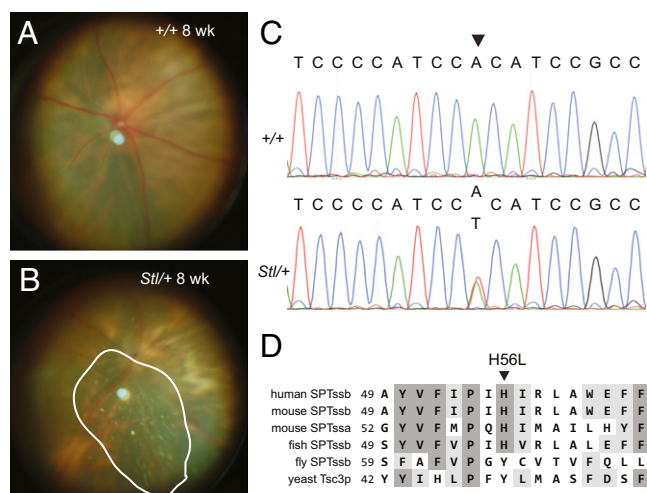 A
+/+ 8 wk
B
Stl/+ 8 wk
C
T C C C C A T C C A C A T C C G C C
+/+
A
T C C C C A T C C C A T C C G C C
T
Stl/+
D
H56L
human SPTssb 49 A Y V F I P I H I R L A W E F F
mouse SPTssb 49 A Y V F I P I H I R L A W E F F
mouse SPTssa 52 G Y V F M P Q H I M A I L H Y F
fish SPTssb 49 S Y V F V P I H V R L A L E F F
fly SPTssb 59 S F A F V P G Y C V T V F Q L L
yeast Tsc3p 42 Y Y I H L P F Y L M A S F D S F